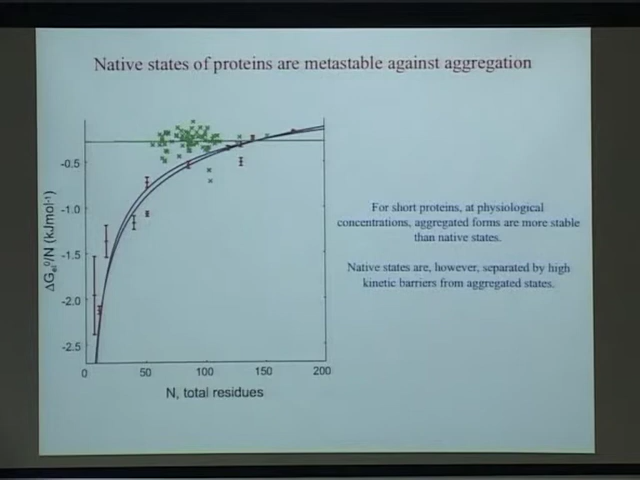 Native states of proteins are metastable against aggregation
-0.5
-1.0
-1.5
-2.0
-2.5
ΔG el 0/N (kJmol-1)
0 50 100 150 200
N, total residues
For short proteins, at physiological
concentrations, aggregated forms are more stable
than native states.
Native states are, however, separated by high
kinetic barriers from aggregated states.